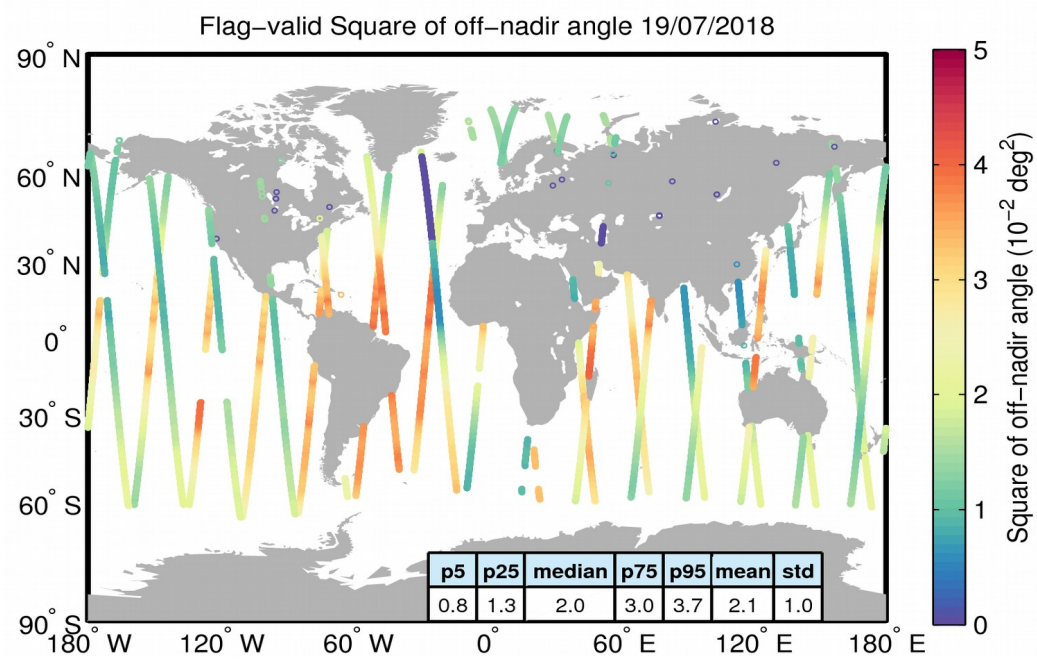 Flag-valid Square of off-nadir angle 19/07/2018
90° N
60° N
30° N
0°
30° S
60° S
90° S
180° W
120° W
60° W
0°
60° E
120° E
180° E
p5 p25 median p75 p95 mean std
0.8 1.3 2.0 3.0 3.7 2.1 1.0
5
4
3
2
1
0
Square of off-nadir angle (10⁻² deg²)